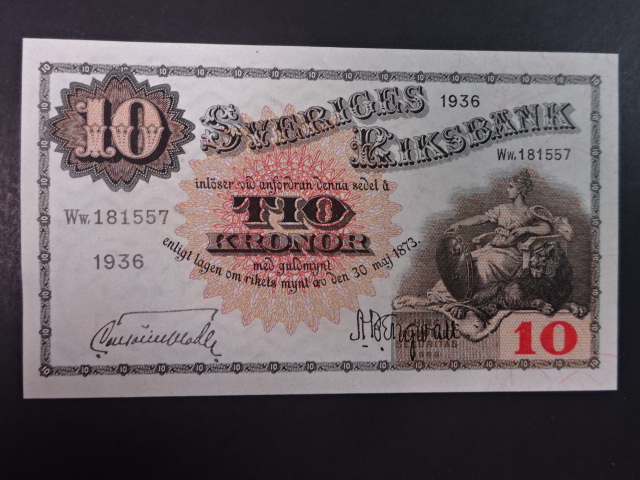 10
SVERIGES
RIKSBANK
1936
Ww. 181557
inlöser vid anfordran denna sedel å
Ww. 181557
TIO
KRONOR
1936
med guldmynt
enligt lagen om rikets mynt av den 30 maj 1873.
10